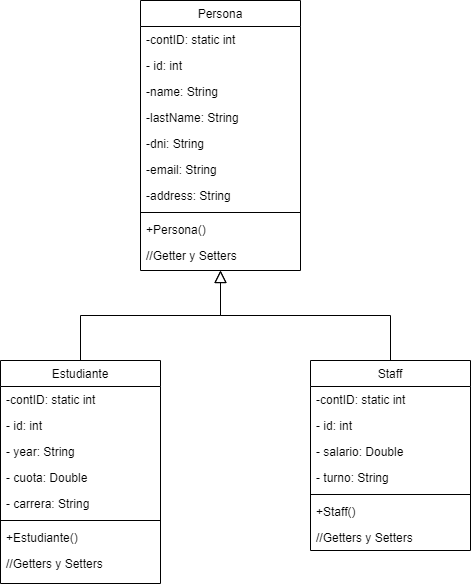 Persona
-contID: static int
- id: int
-name: String
-lastName: String
-dni: String
-email: String
-address: String
+Persona()
//Getter y Setters
Estudiante
-contID: static int
- id: int
- year: String
- cuota: Double
- carrera: String
+Estudiante()
//Getters y Setters
Staff
-contID: static int
- id: int
- salario: Double
- turno: String
+Staff()
//Getters y Setters